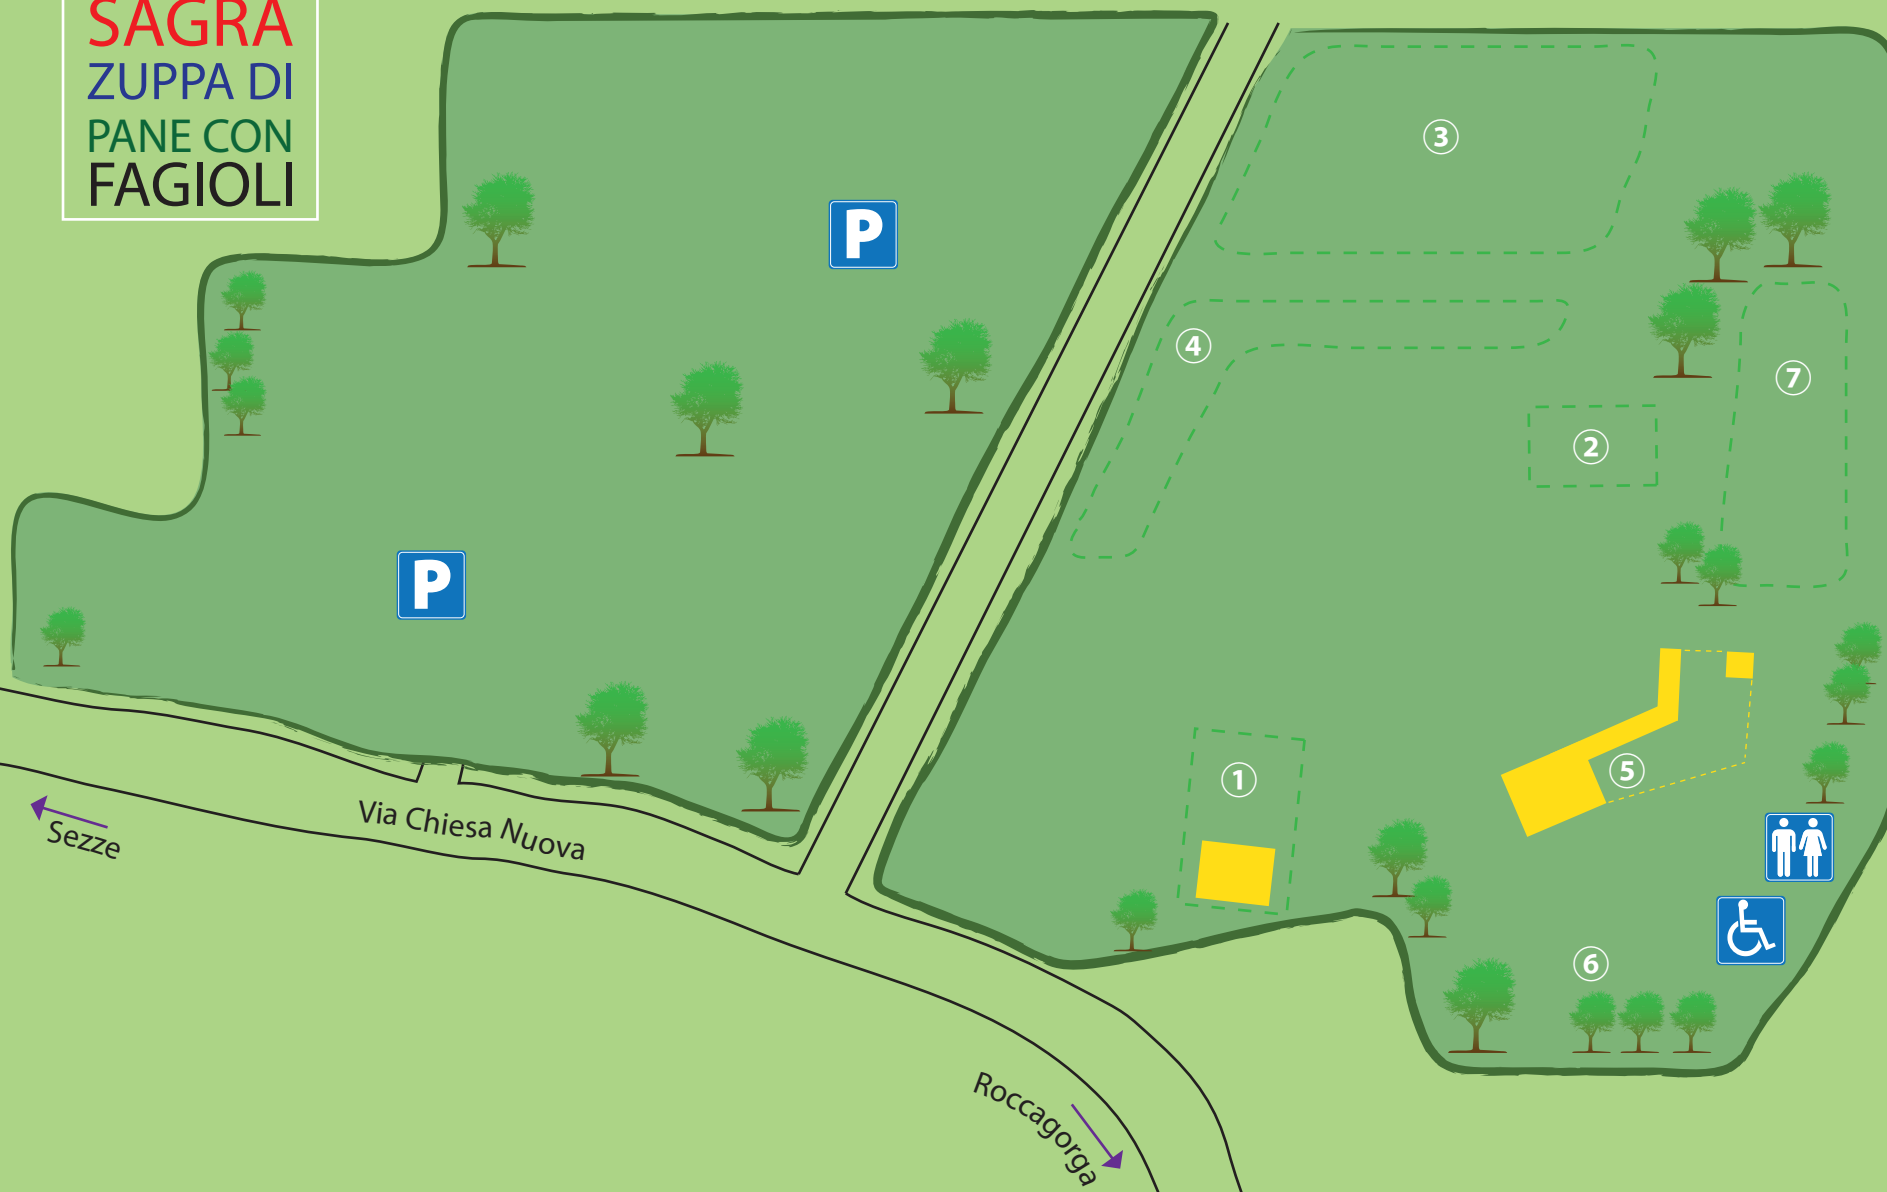 SAGRA
ZUPPA DI
PANE CON
FAGIOLI
P
3
4
7
2
P
1
5
Via Chiesa Nuova
Sezze
6
Roccagorga